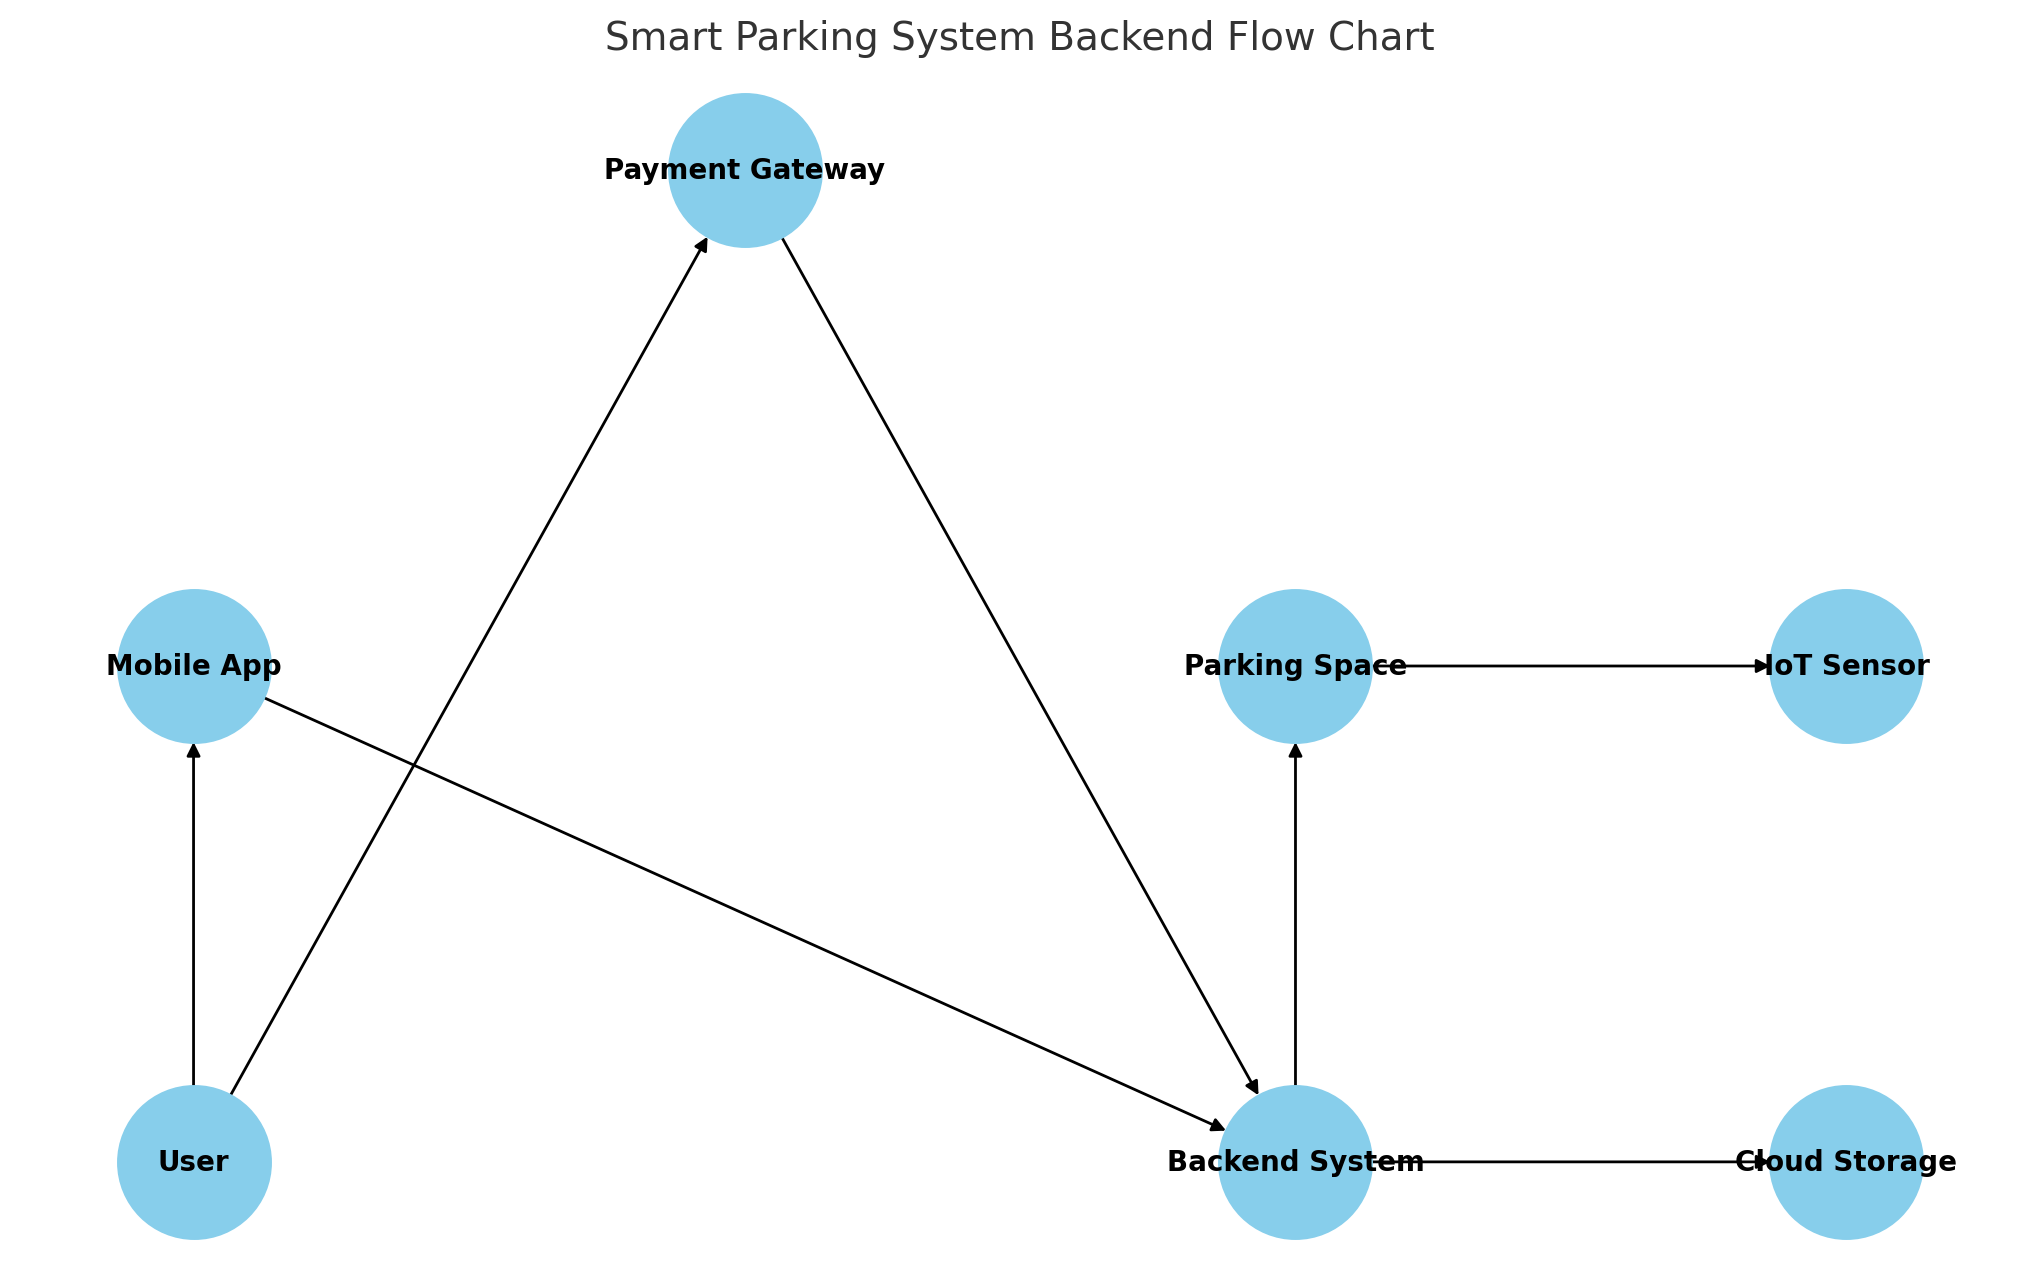 Smart Parking System Backend Flow Chart
Payment Gateway
Mobile App
Parking Space
IoT Sensor
User
Backend System
Cloud Storage